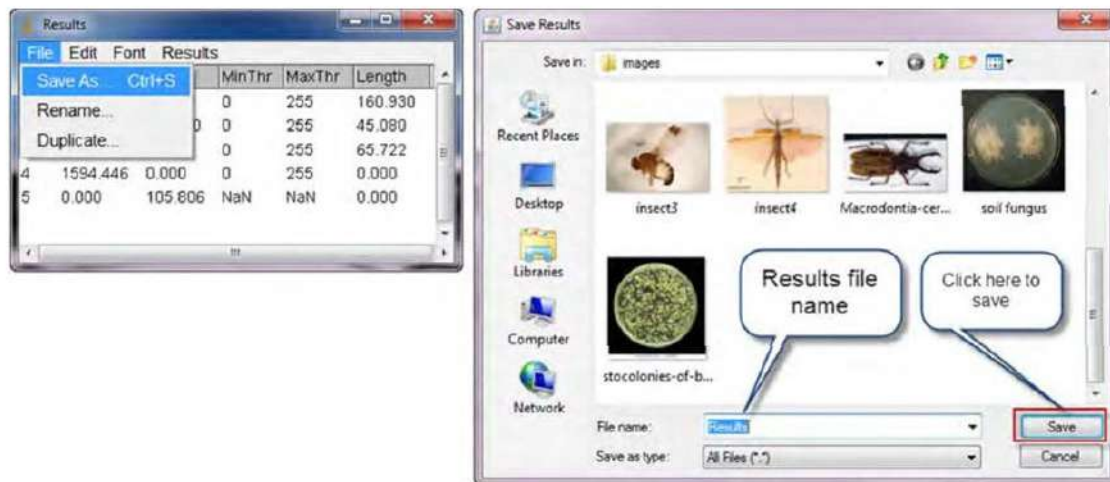 Results
File Edit Font Results
Save As... Ctrl+S
Rename...
Duplicate...
MinThr MaxThr Length
0 255 160.930
0 255 45.080
0 255 65.722
4 1594.446 0.000 0 255 0.000
5 0.000 105.806 NaN NaN 0.000
Save Results
Save in: images
Recent Places
Desktop
Libraries
Computer
Network
insect3 insect4 Macrodontia-cer... soil fungus
stocolonies-of-b...
Results file
name
Click here to
save
File name: Results Save
Save as type: All Files (*.*) Cancel